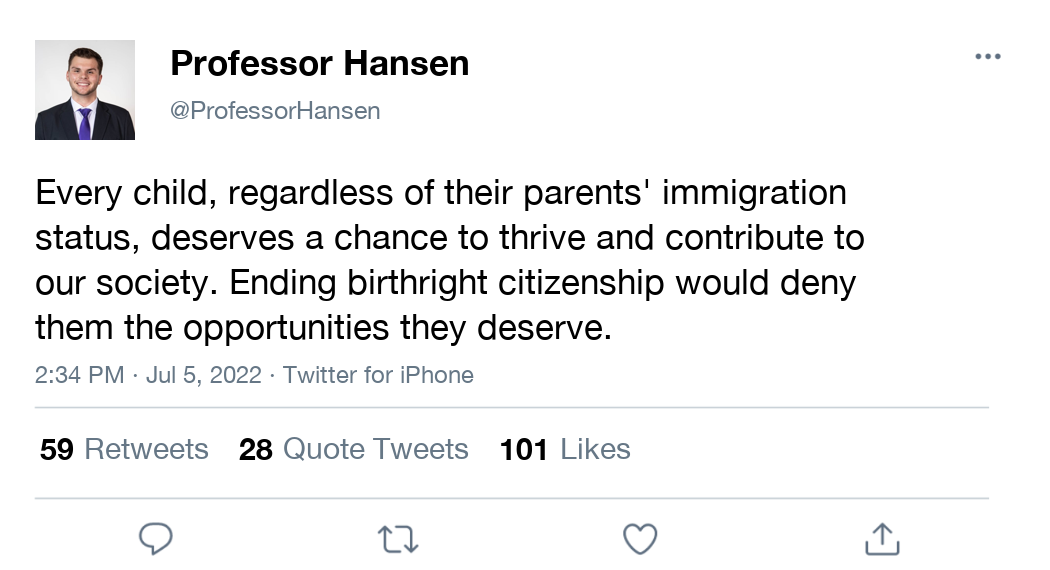 Professor Hansen
@ProfessorHansen
Every child, regardless of their parents' immigration
status, deserves a chance to thrive and contribute to
our society. Ending birthright citizenship would deny
them the opportunities they deserve.
2:34 PM · Jul 5, 2022 · Twitter for iPhone
59 Retweets 28 Quote Tweets 101 Likes